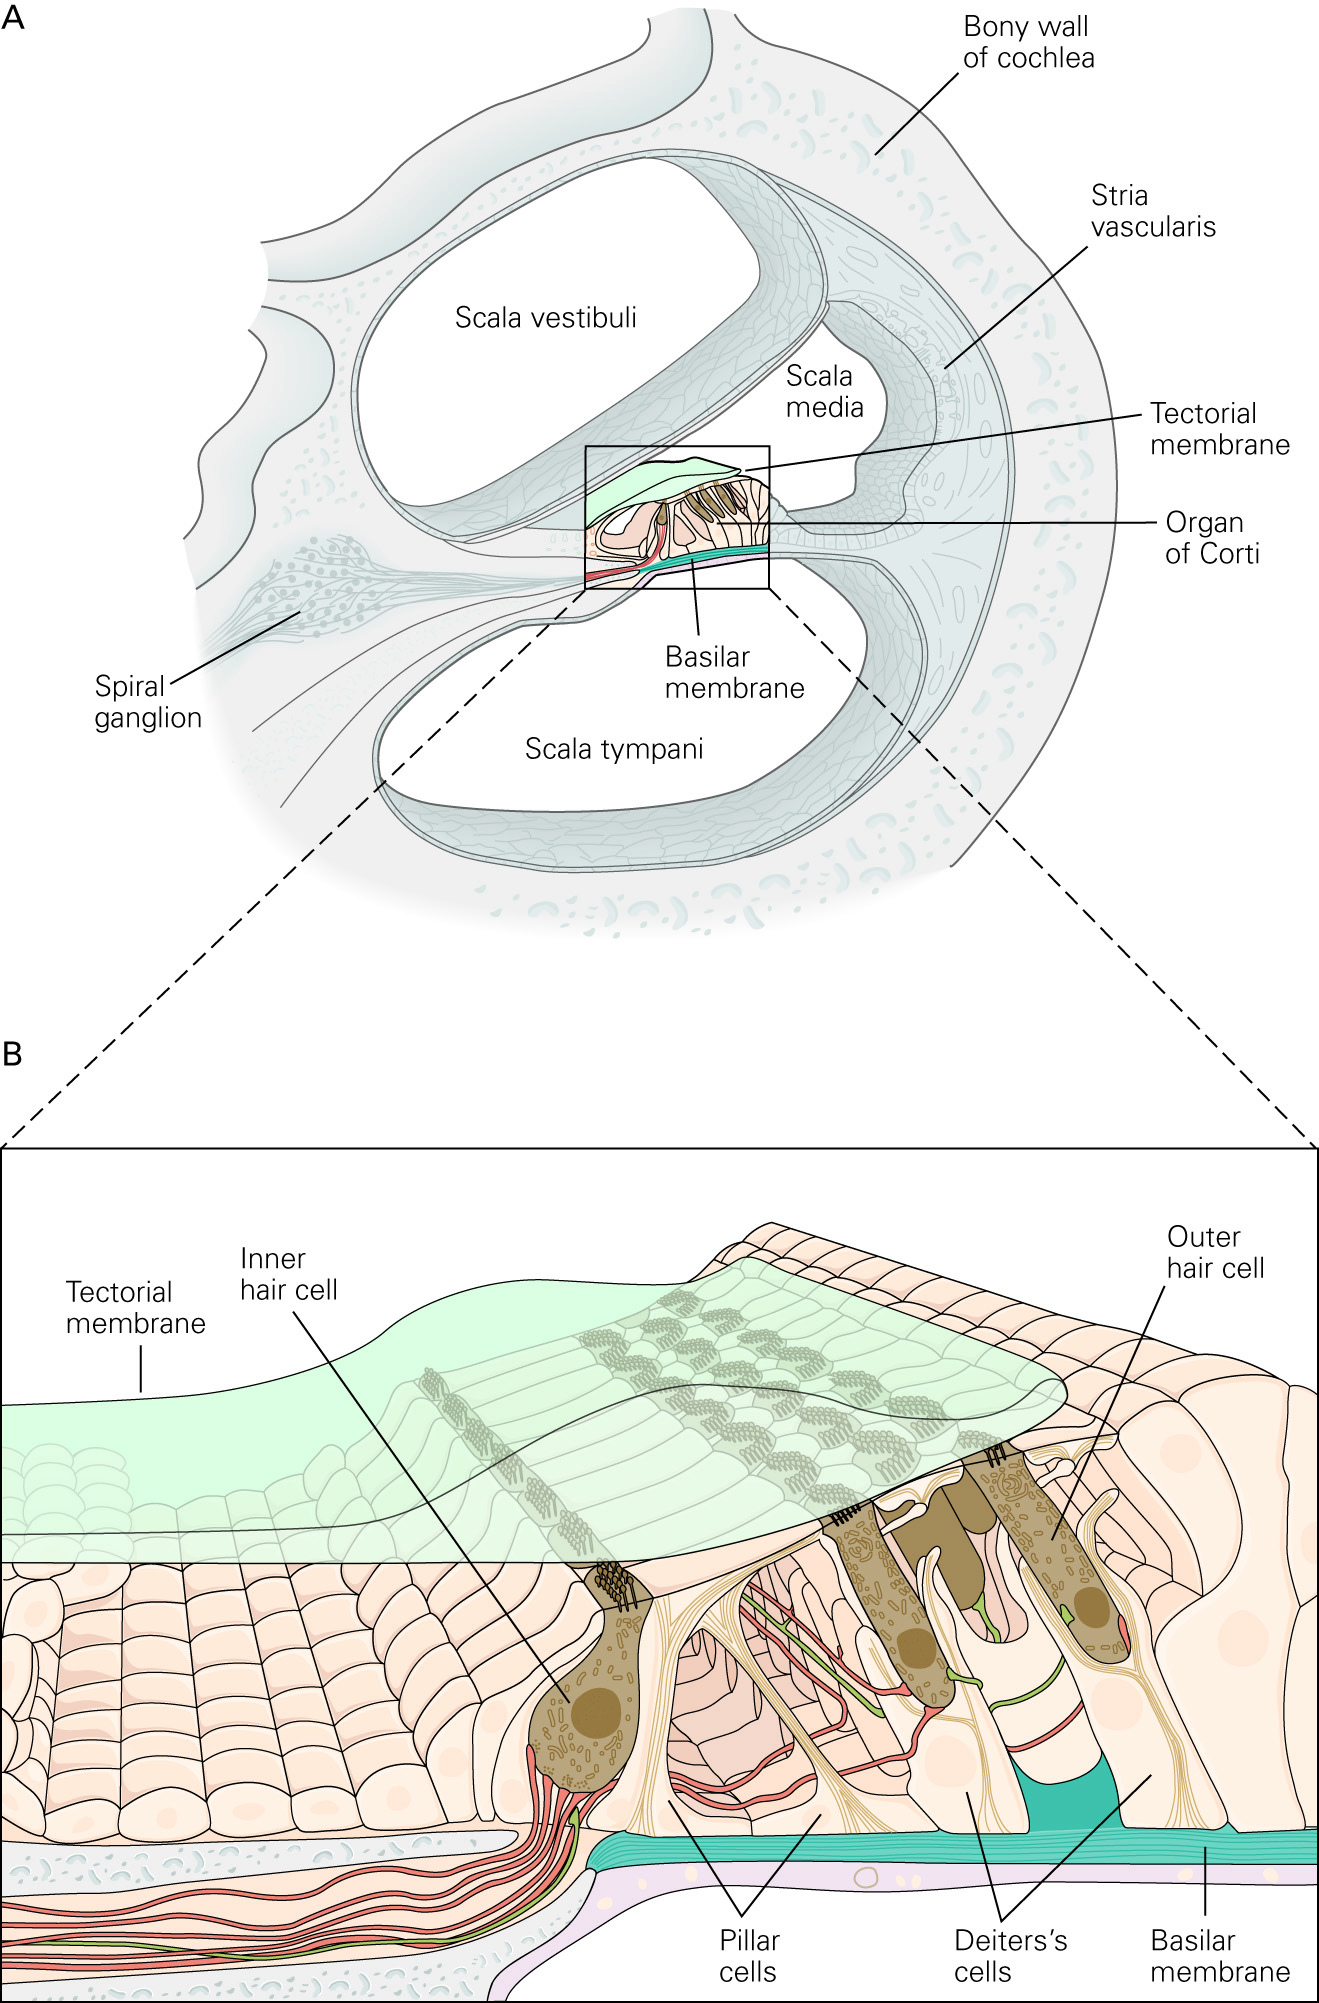 A
Bony wall
of cochlea
Stria
vascularis
Scala vestibuli
Scala
media
Tectorial
membrane
Organ
of Corti
Basilar
membrane
Spiral
ganglion
Scala tympani
B
Outer
hair cell
Inner
hair cell
Tectorial
membrane
Pillar
cells
Deiters's
cells
Basilar
membrane